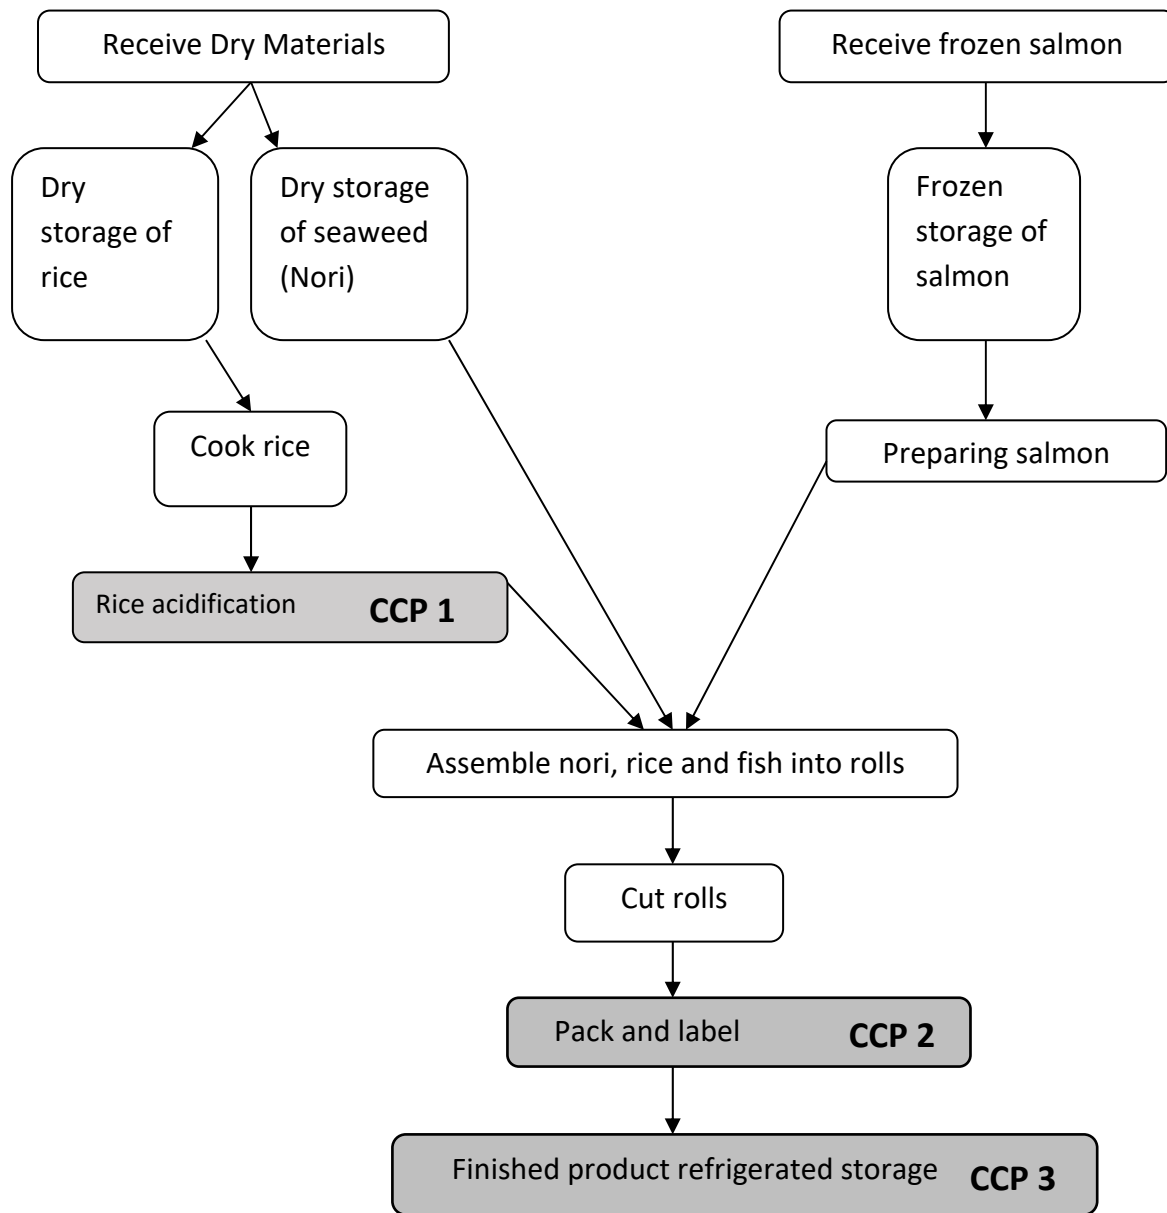 Receive Dry Materials
Receive frozen salmon
Dry
storage of
rice
Dry storage
of seaweed
(Nori)
Frozen
storage of
salmon
Cook rice
Preparing salmon
Rice acidification CCP 1
Assemble nori, rice and fish into rolls
Cut rolls
Pack and label CCP 2
Finished product refrigerated storage CCP 3